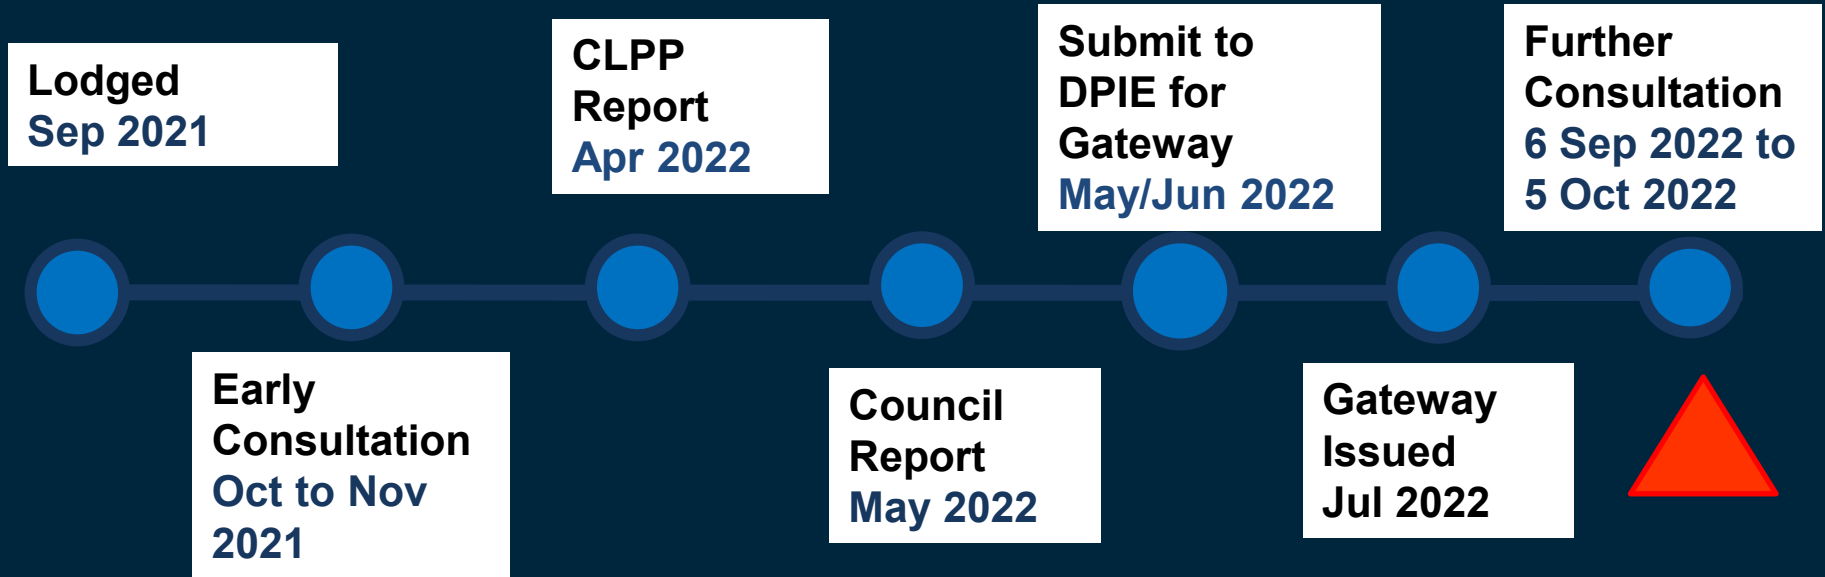 Lodged
Sep 2021
Early
Consultation
Oct to Nov
2021
CLPP
Report
Apr 2022
Council
Report
May 2022
Submit to
DPIE for
Gateway
May/Jun 2022
Gateway
Issued
Jul 2022
Further
Consultation
6 Sep 2022 to
5 Oct 2022